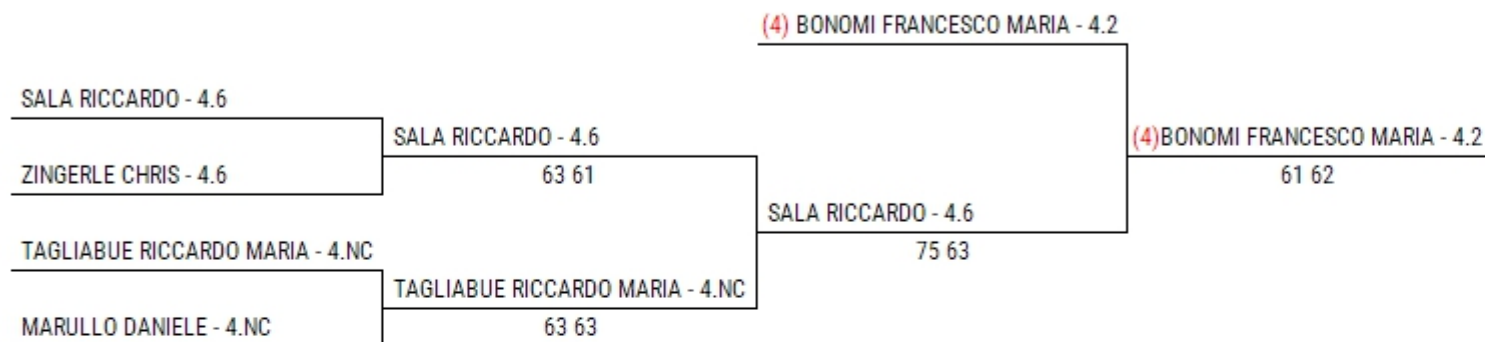 (4) BONOMI FRANCESCO MARIA - 4.2
SALA RICCARDO - 4.6
SALA RICCARDO - 4.6
(4)BONOMI FRANCESCO MARIA - 4.2
ZINGERLE CHRIS - 4.6
63 61
61 62
SALA RICCARDO - 4.6
TAGLIABUE RICCARDO MARIA - 4.NC
75 63
TAGLIABUE RICCARDO MARIA - 4.NC
MARULLO DANIELE - 4.NC
63 63